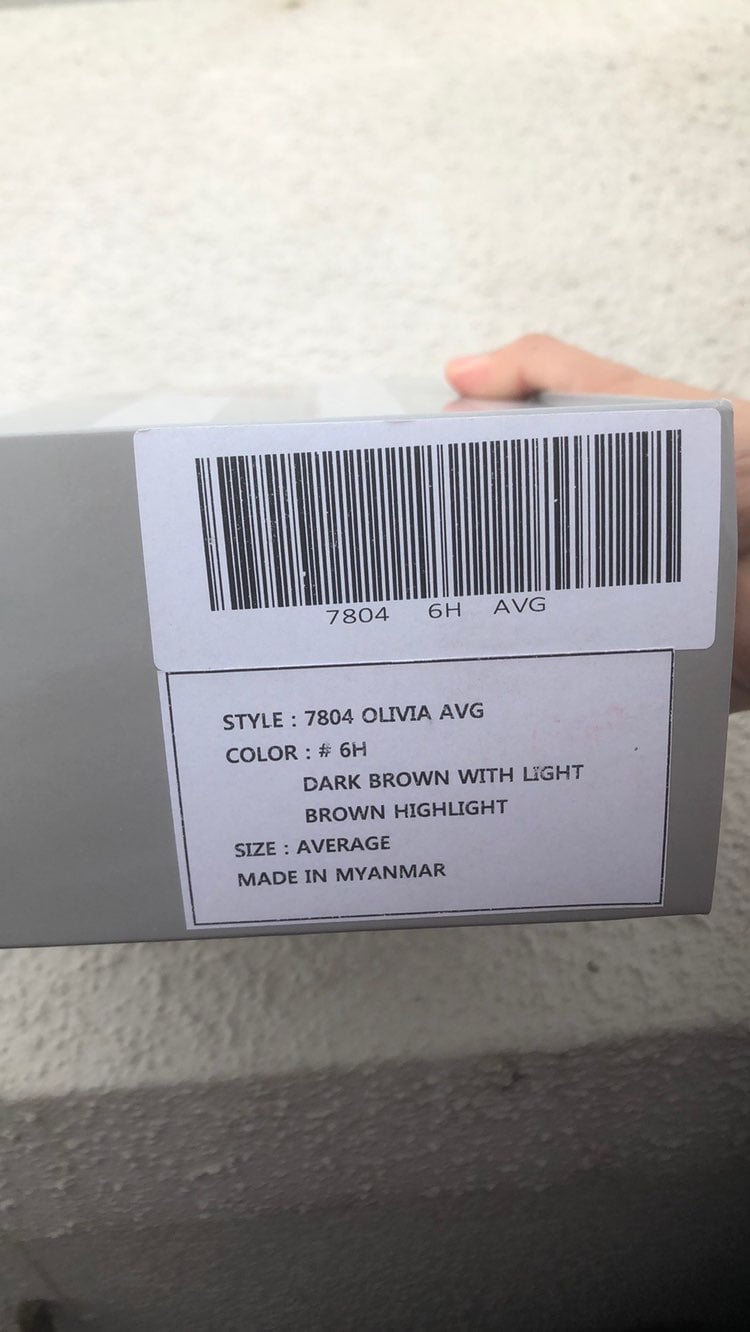 7804 6H AVG
STYLE : 7804 OLIVIA AVG
COLOR : # 6H
DARK BROWN WITH LIGHT
BROWN HIGHLIGHT
SIZE : AVERAGE
MADE IN MYANMAR